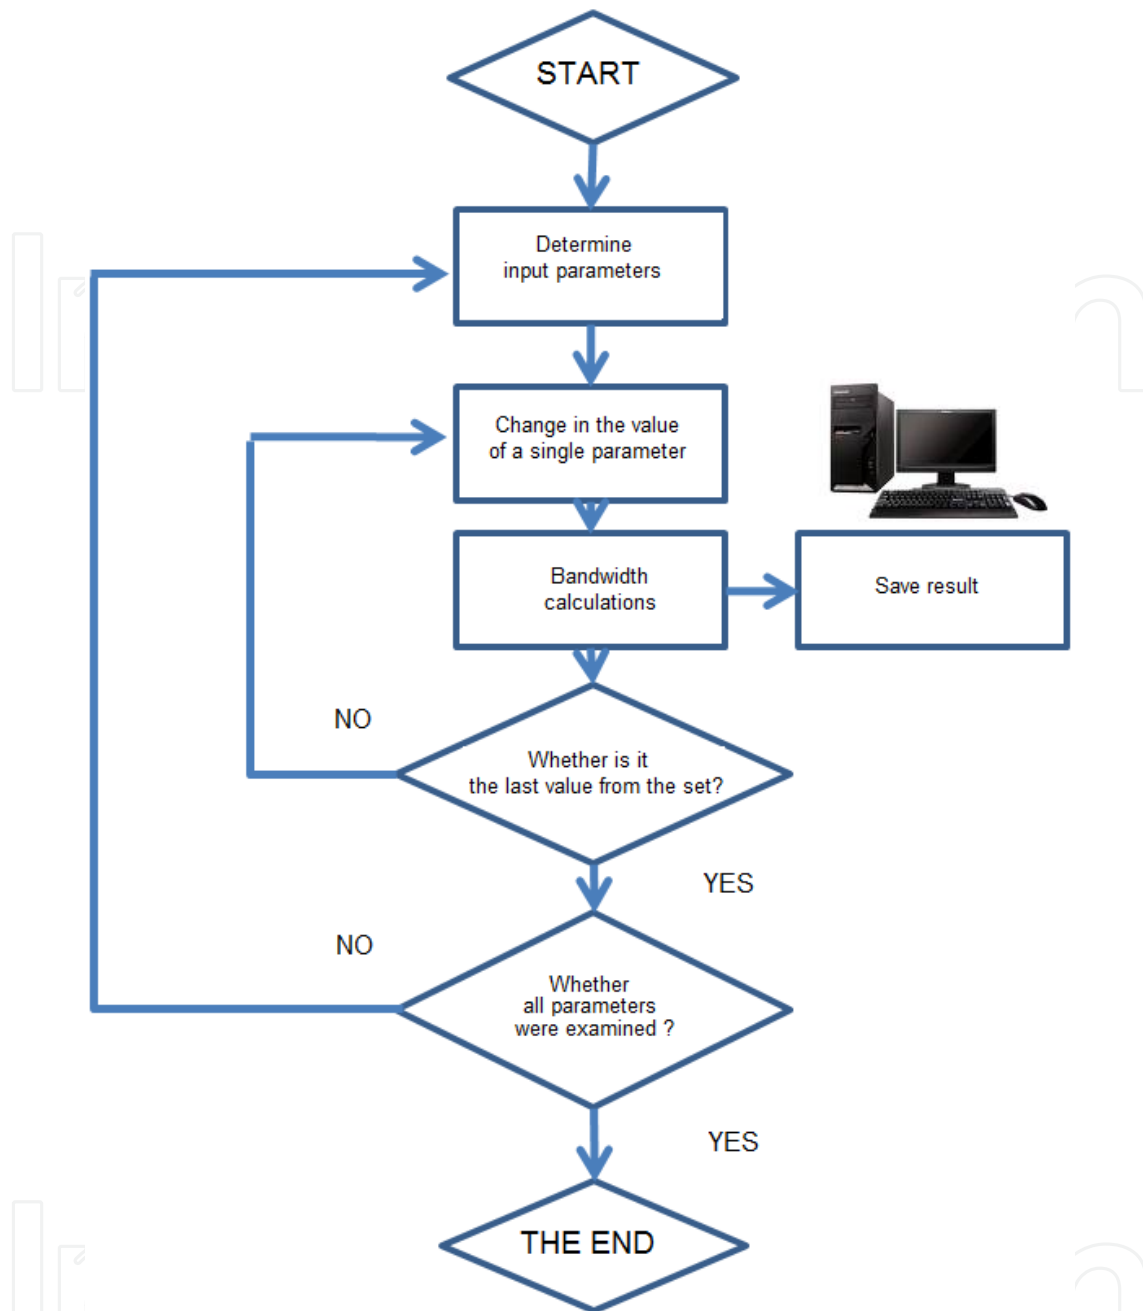 START
Determine
input parameters
Change in the value
of a single parameter
Bandwidth
calculations
Save result
NO
Whether is it
the last value from the set?
YES
NO
Whether
all parameters
were examined ?
YES
THE END